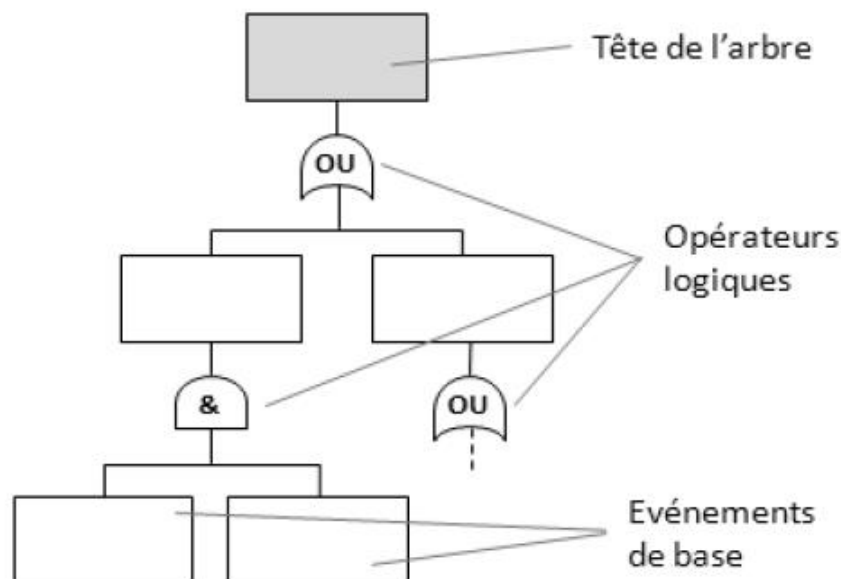 Tête de l'arbre
OU
Opérateurs
logiques
&
OU
Evénements
de base